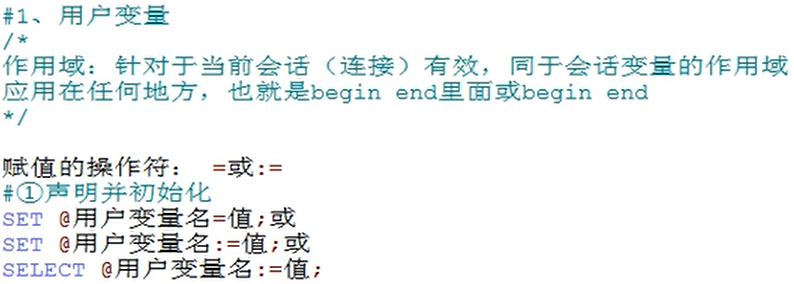 #1、用户变量
/*
作用域：针对于当前会话（连接）有效，同于会话变量的作用域
应用在任何地方，也就是begin end里面或begin end
*/
赋值的操作符： =或:=
#①声明并初始化
SET @用户变量名=值;或
SET @用户变量名:=值;或
SELECT @用户变量名:=值;